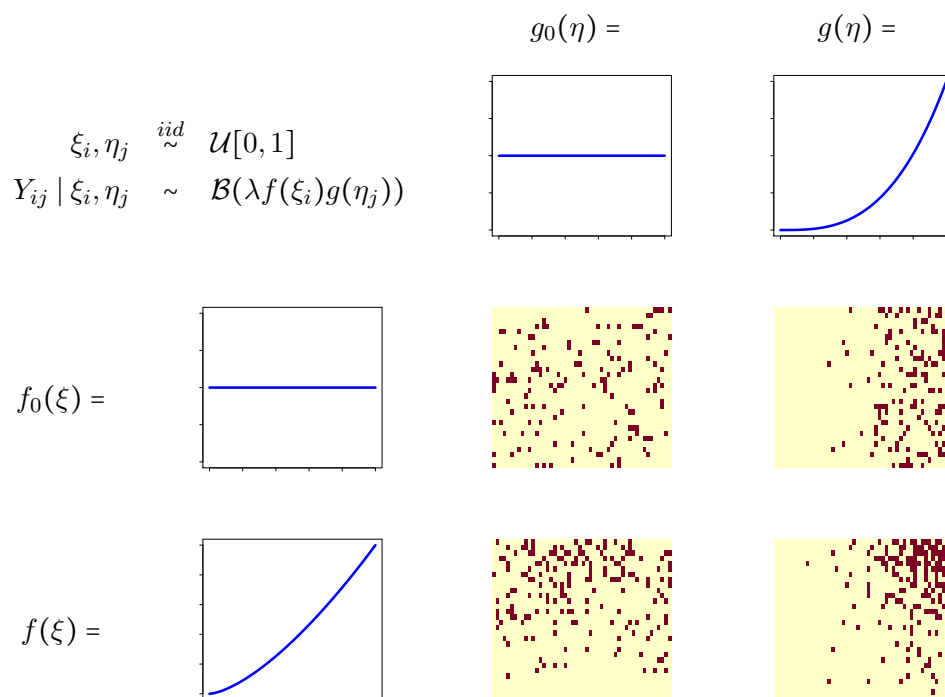 g₀(η) = g(η) =
ξᵢ, ηⱼ iid ∼ 𝒰[0, 1]
Yᵢⱼ | ξᵢ, ηⱼ ∼ ℬ(λf(ξᵢ)g(ηⱼ))
f₀(ξ) =
f(ξ) =